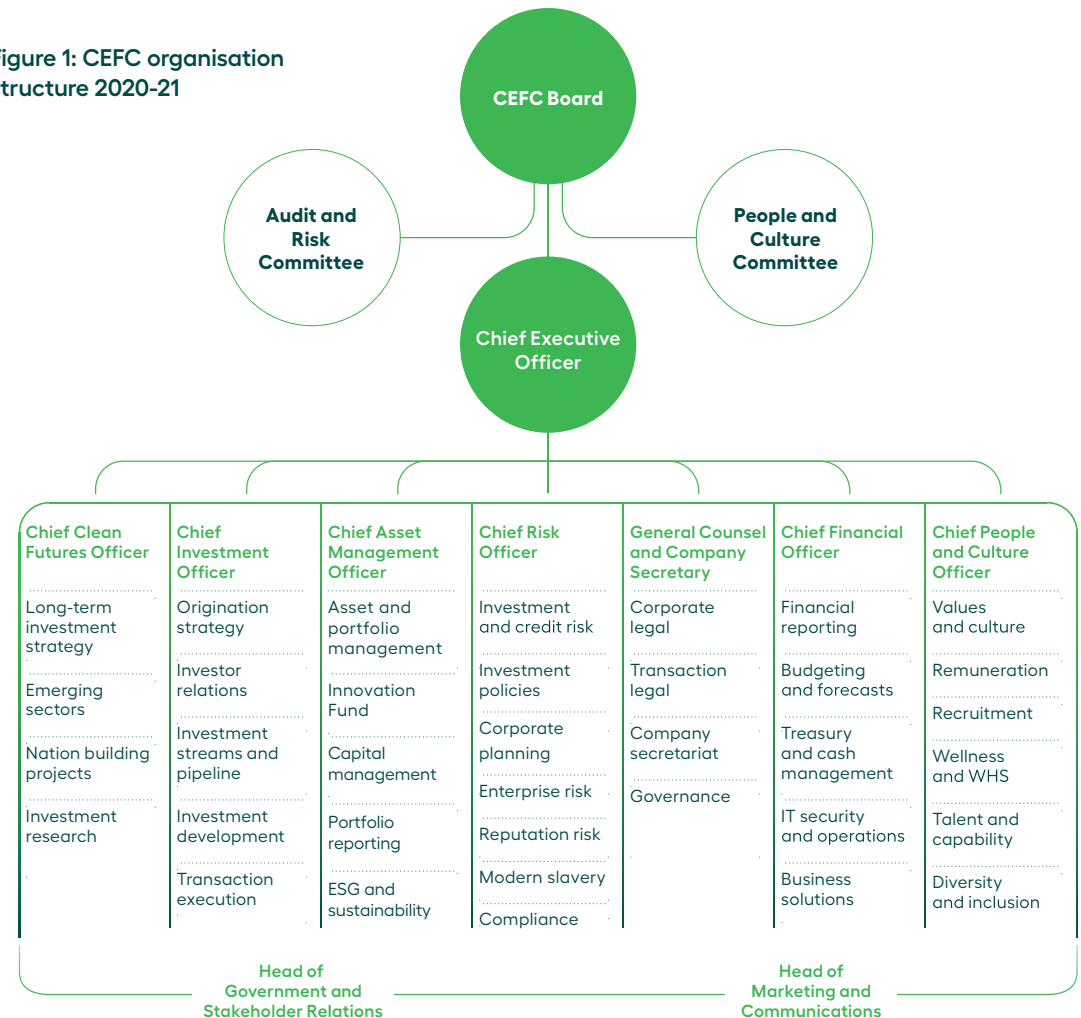 igure 1: CEFC organisation
tructure 2020-21
CEFC Board
Audit and
Risk
Committee
People and
Culture
Committee
Chief Executive
Officer
Chief Clean
Futures Officer
Long-term
investment
strategy
Emerging
sectors
Nation building
projects
Investment
research
Chief
Investment
Officer
Origination
strategy
Investor
relations
Investment
streams and
pipeline
Investment
development
Transaction
execution
Chief Asset
Management
Officer
Asset and
portfolio
management
Innovation
Fund
Capital
management
Portfolio
reporting
ESG and
sustainability
Chief Risk
Officer
Investment
and credit risk
Investment
policies
Corporate
planning
Enterprise risk
Reputation risk
Modern slavery
Compliance
General Counsel
and Company
Secretary
Corporate
legal
Transaction
legal
Company
secretariat
Governance
Chief Financial
Officer
Financial
reporting
Budgeting
and forecasts
Treasury
and cash
management
IT security
and operations
Business
solutions
Chief People
and Culture
Officer
Values
and culture
Remuneration
Recruitment
Wellness
and WHS
Talent and
capability
Diversity
and inclusion
Head of
Government and
Stakeholder Relations
Head of
Marketing and
Communications